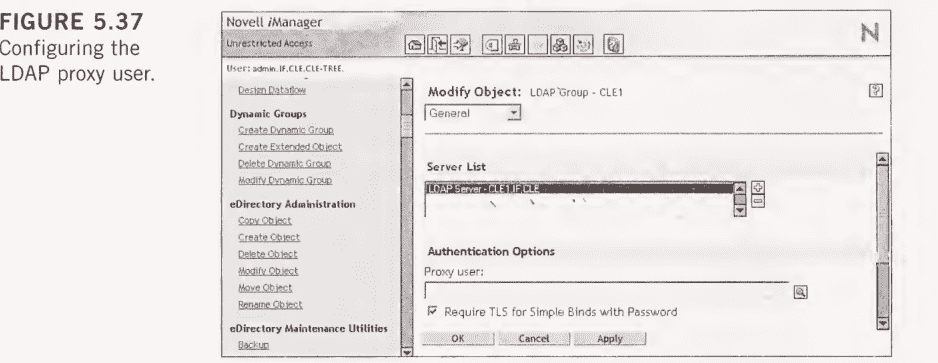 FIGURE 5.37
Configuring the
LDAP proxy user.
Novell iManager
Unrestricted Access
N
User: admin.IF.CLE.CLE-TREE.
Design Dataflow
Dynamic Groups
Create Dynamic Group
Create Extended Object
Delete Dynamic Group
Modify Dynamic Group
eDirectory Administration
Copy Object
Create Object
Delete Object
Modify Object
Move Object
Rename Object
eDirectory Maintenance Utilities
Backup
Modify Object: LDAP Group - CLE1
?
General
Server List
LDAP Server - CLE1.IF.CLE
Authentication Options
Proxy user:
Require TLS for Simple Binds with Password
OK Cancel Apply